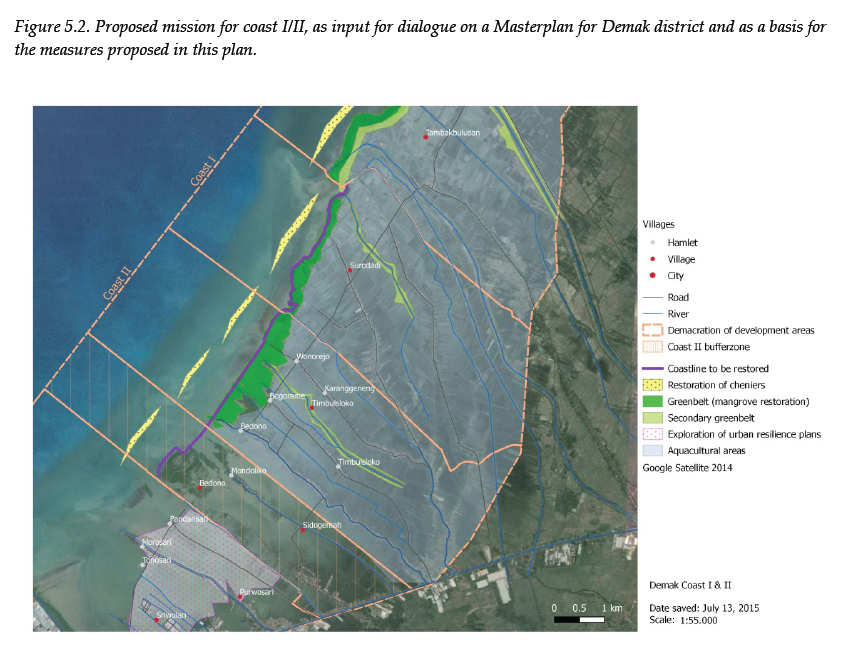 Figure 5.2. Proposed mission for coast I/II, as input for dialogue on a Masterplan for Demak district and as a basis for
the measures proposed in this plan.
Tambakbulusan
Coast I
Surodadi
Coast II
Wonorejo
Karanggeneng
Bogorame
Timbulsloko
Bedono
Timbulsloko
Mondoliko
Bedono
Pandansari
Sidogemah
Morosari
Tonosari
Purwosari
Sriwulan
Villages
Hamlet
Village
City
Road
River
Demacration of development areas
Coast II bufferzone
Coastline to be restored
Restoration of cheniers
Greenbelt (mangrove restoration)
Secondary greenbelt
Exploration of urban resilience plans
Aquacultural areas
Google Satellite 2014
Demak Coast I & II
Date saved: July 13, 2015
Scale: 1:55.000
0 0.5 1 km